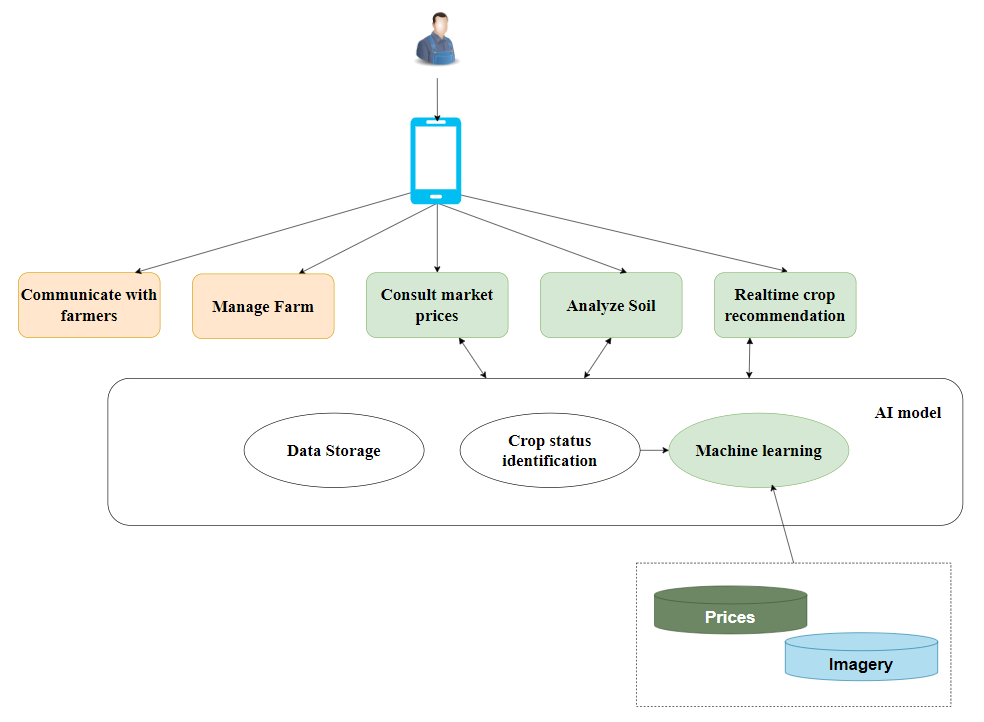 Communicate with
farmers
Manage Farm
Consult market
prices
Analyze Soil
Realtime crop
recommendation
AI model
Data Storage
Crop status
identification
Machine learning
Prices
Imagery